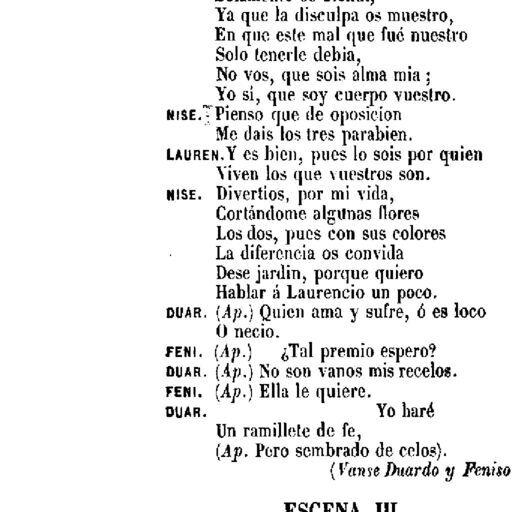 Ya que la disculpa os muestro,
En que este mal que fué nuestro
Solo tenerle debia,
No vos, que sois alma mia;
Yo sí, que soy cuerpo vuestro.
NISE. Pienso que de oposicion
Me dais los tres parabien.
LAUREN. Y es bien, pues lo sois por quien
Viven los que vuestros son.
NISE. Divertíos, por mi vida,
Cortándome algunas flores
Los dos, pues con sus colores
La diferencia os convida
Dese jardin, porque quiero
Hablar á Laurencio un poco.
DUAR. (Ap.) Quien ama y sufre, ó es loco
O necio.
FENI. (Ap.) ¿Tal premio espero?
DUAR. (Ap.) No son vanos mis recelos.
FENI. (Ap.) Ella le quiere.
DUAR. Yo haré
Un ramillete de fe,
(Ap. Pero sembrado de celos).
(Vanse Duardo y Feniso
ESCENA III